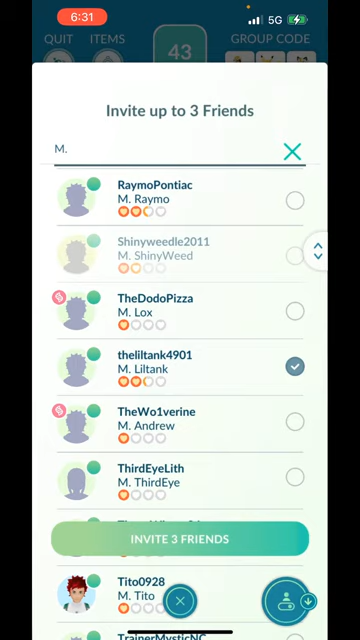 6:31
5G
QUIT
ITEMS
43
GROUP CODE
Invite up to 3 Friends
M.
RaymoPontiac
M. Raymo
Shinyweedle2011
M. ShinyWeed
TheDodoPizza
M. Lox
theliltank4901
M. Liltank
TheWo1verine
M. Andrew
ThirdEyeLith
M. ThirdEye
INVITE 3 FRIENDS
Tito0928
M. Tito
TrainerMysticNC